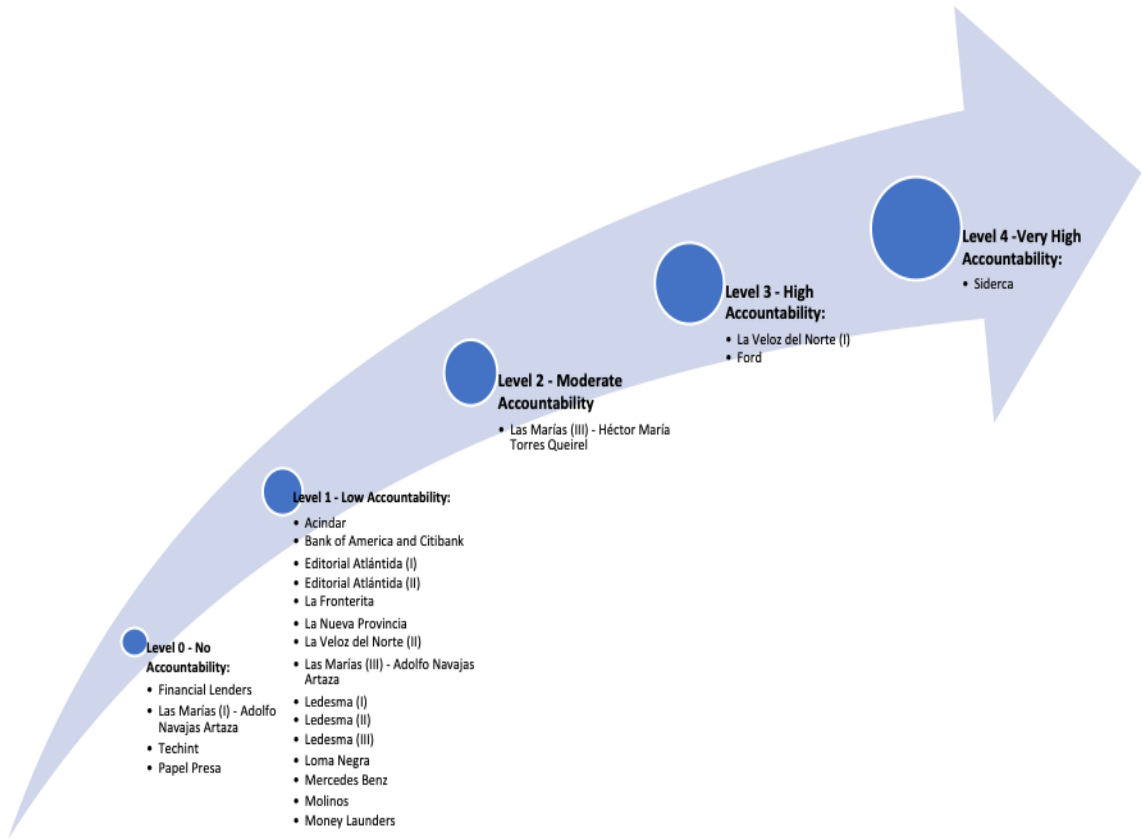 Level 4 -Very High
Accountability:
• Siderca
Level 3 - High
Accountability:
• La Veloz del Norte (I)
• Ford
Level 2 - Moderate
Accountability
• Las Marías (III) - Héctor María
Torres Queirel
Level 1 - Low Accountability:
• Acindar
• Bank of America and Citibank
• Editorial Atlántida (I)
• Editorial Atlántida (II)
• La Fronterita
• La Nueva Provincia
• La Veloz del Norte (II)
• Las Marías (III) - Adolfo Navajas
Artaza
• Ledesma (I)
• Ledesma (II)
• Ledesma (III)
• Loma Negra
• Mercedes Benz
• Molinos
• Money Launders
Level 0 - No
Accountability:
• Financial Lenders
• Las Marías (I) - Adolfo
Navajas Artaza
• Techint
• Papel Presa